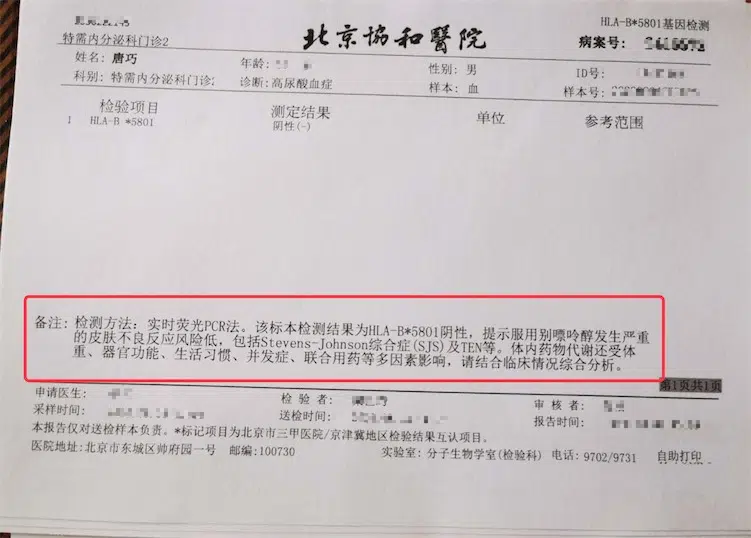 北京協和醫院
HLA-B*5801基因检测
特需内分泌科门诊2
病案号:
姓名: 唐巧 年龄: 性别: 男 ID号:
科别: 特需内分泌科门诊2 诊断: 高尿酸血症 样本: 血 样本号:
检验项目 测定结果 单位 参考范围
1 HLA-B *5801 阴性(-)
备注: 检测方法: 实时荧光PCR法。该标本检测结果为HLA-B*5801阴性, 提示服用别嘌呤醇发生严重
的皮肤不良反应风险低, 包括Stevens-Johnson综合症(SJS)及TEN等。体内药物代谢还受体
重、器官功能、生活习惯、并发症、联合用药等多因素影响, 请结合临床情况综合分析。
第1页共1页
申请医生: 检 验 者: 审 核 者:
采样时间: 送检时间: 报告时间:
本报告仅对送检样本负责。*标记项目为北京市三甲医院/京津冀地区检验结果互认项目。
医院地址:北京市东城区帅府园一号 邮编:100730 实验室: 分子生物学室(检验科) 电话: 9702/9731 自助打印